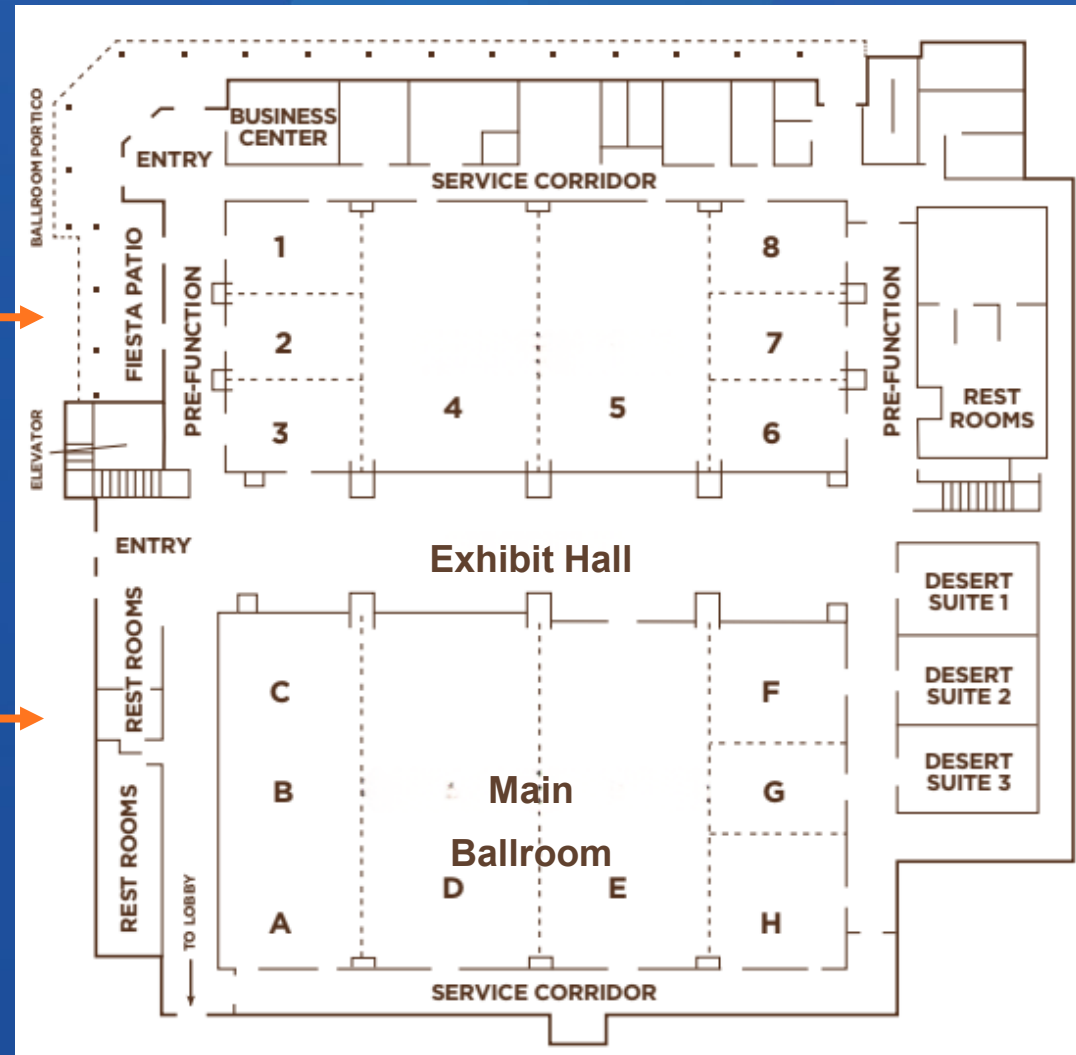 BUSINESS
CENTER
ENTRY
SERVICE CORRIDOR
BALLROOM PORTICO
FIESTA PATIO
PRE-FUNCTION
1
8
2
7
3
4
5
6
PRE-FUNCTION
REST
ROOMS
ELEVATOR
ENTRY
Exhibit Hall
REST ROOMS
DESERT
SUITE 1
C
F
DESERT
SUITE 2
B
Main
Ballroom
G
DESERT
SUITE 3
REST ROOMS
A
D
E
H
TO LOBBY
SERVICE CORRIDOR